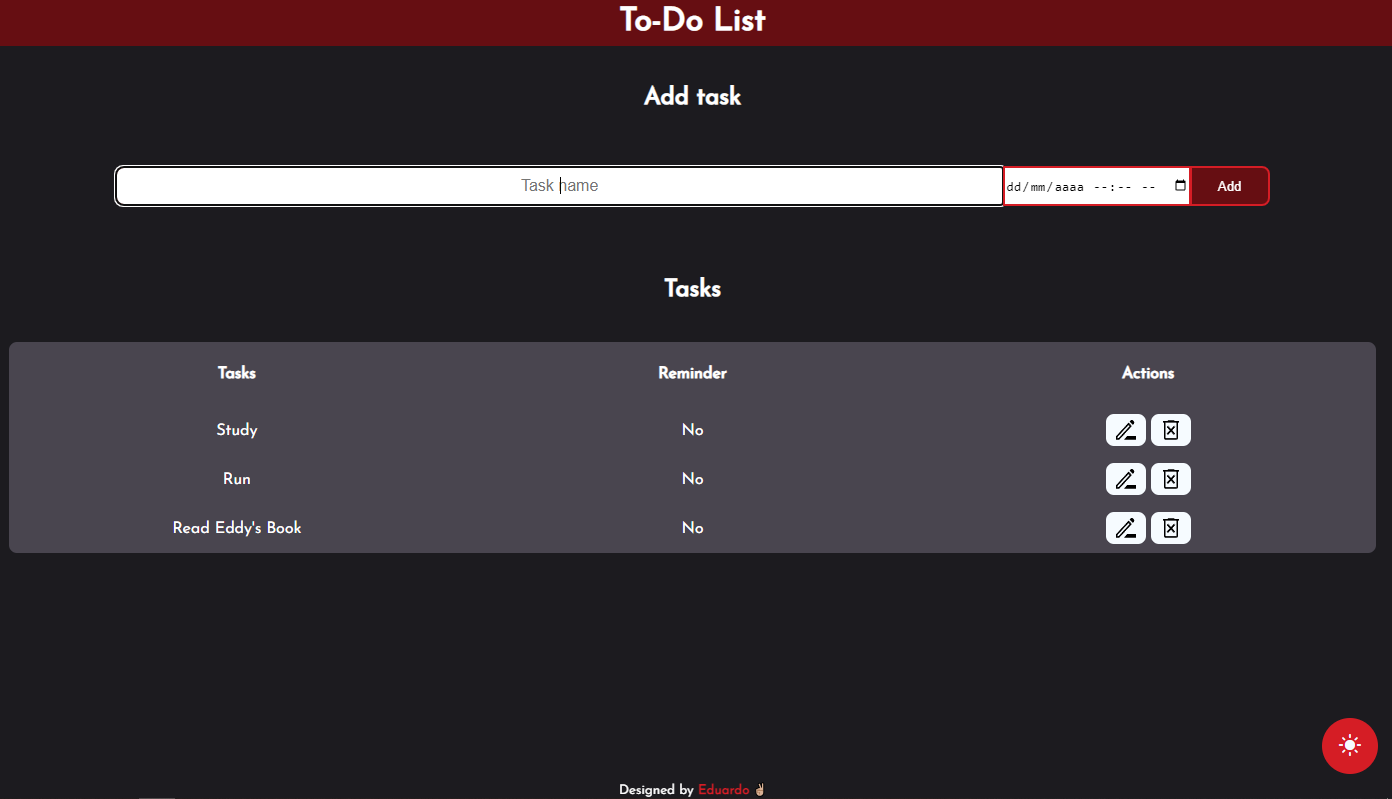 To-Do List
Add task
Task name dd/mm/aaaa --:-- -- Add
Tasks
Tasks Reminder Actions
Study No
Run No
Read Eddy's Book No
Designed by Eduardo ✌🏼